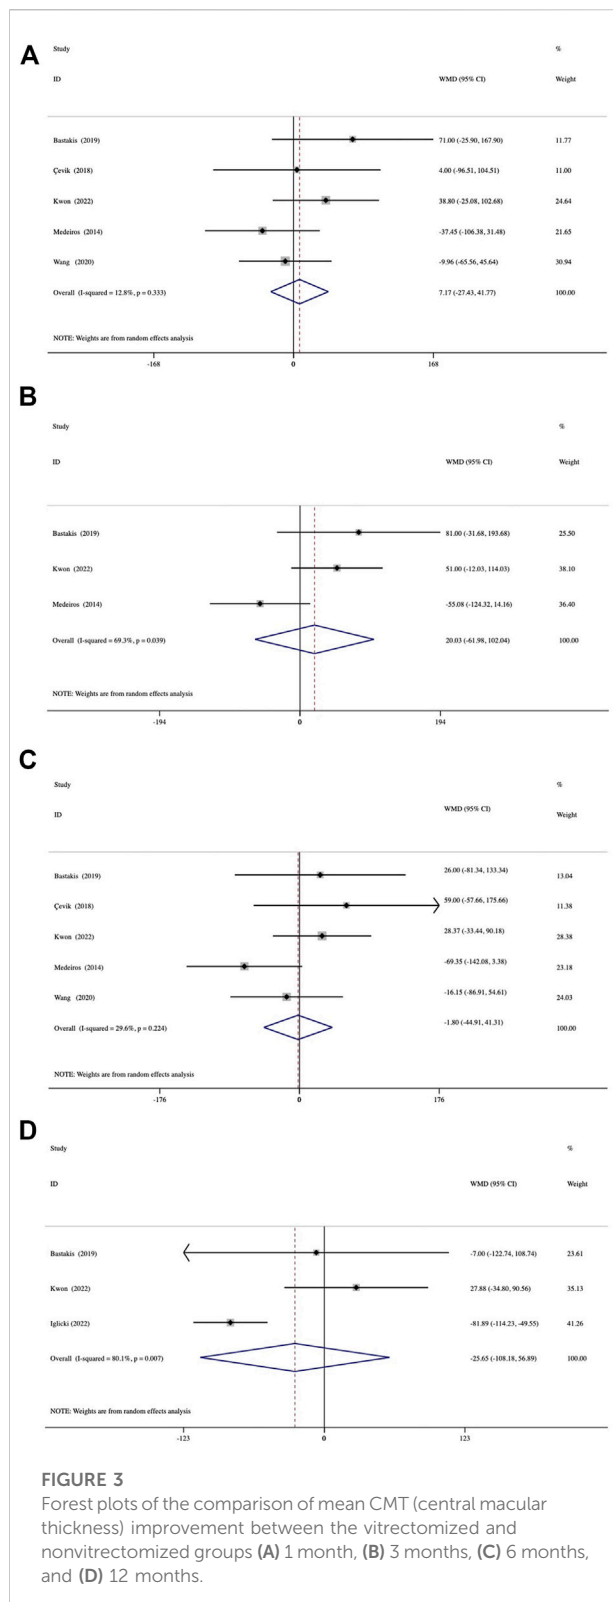 A
Study %
ID WMD (95% CI) Weight
Bastakis (2019) 71.00 (-25.90, 167.90) 11.77
Çevik (2018) 4.00 (-96.51, 104.51) 11.00
Kwon (2022) 38.80 (-25.08, 102.68) 24.64
Medeiros (2014) -37.45 (-106.38, 31.48) 21.65
Wang (2020) -9.96 (-65.56, 45.64) 30.94
Overall (I-squared = 12.8%, p = 0.333) 7.17 (-27.43, 41.77) 100.00
NOTE: Weights are from random effects analysis
-168 0 168
B
Study %
ID WMD (95% CI) Weight
Bastakis (2019) 81.00 (-31.68, 193.68) 25.50
Kwon (2022) 51.00 (-12.03, 114.03) 38.10
Medeiros (2014) -55.08 (-124.32, 14.16) 36.40
Overall (I-squared = 69.3%, p = 0.039) 20.03 (-61.98, 102.04) 100.00
NOTE: Weights are from random effects analysis
-194 0 194
C
Study %
ID WMD (95% CI) Weight
Bastakis (2019) 26.00 (-81.34, 133.34) 13.04
Çevik (2018) 59.00 (-57.66, 175.66) 11.38
Kwon (2022) 28.37 (-33.44, 90.18) 28.38
Medeiros (2014) -69.35 (-142.08, 3.38) 23.18
Wang (2020) -16.15 (-86.91, 54.61) 24.03
Overall (I-squared = 29.6%, p = 0.224) -1.80 (-44.91, 41.31) 100.00
NOTE: Weights are from random effects analysis
-176 0 176
D
Study %
ID WMD (95% CI) Weight
Bastakis (2019) -7.00 (-122.74, 108.74) 23.61
Kwon (2022) 27.88 (-34.80, 90.56) 35.13
Iglicki (2022) -81.89 (-114.23, -49.55) 41.26
Overall (I-squared = 80.1%, p = 0.007) -25.65 (-108.18, 56.89) 100.00
NOTE: Weights are from random effects analysis
-123 0 123
FIGURE 3
Forest plots of the comparison of mean CMT (central macular
thickness) improvement between the vitrectomized and
nonvitrectomized groups (A) 1 month, (B) 3 months, (C) 6 months,
and (D) 12 months.